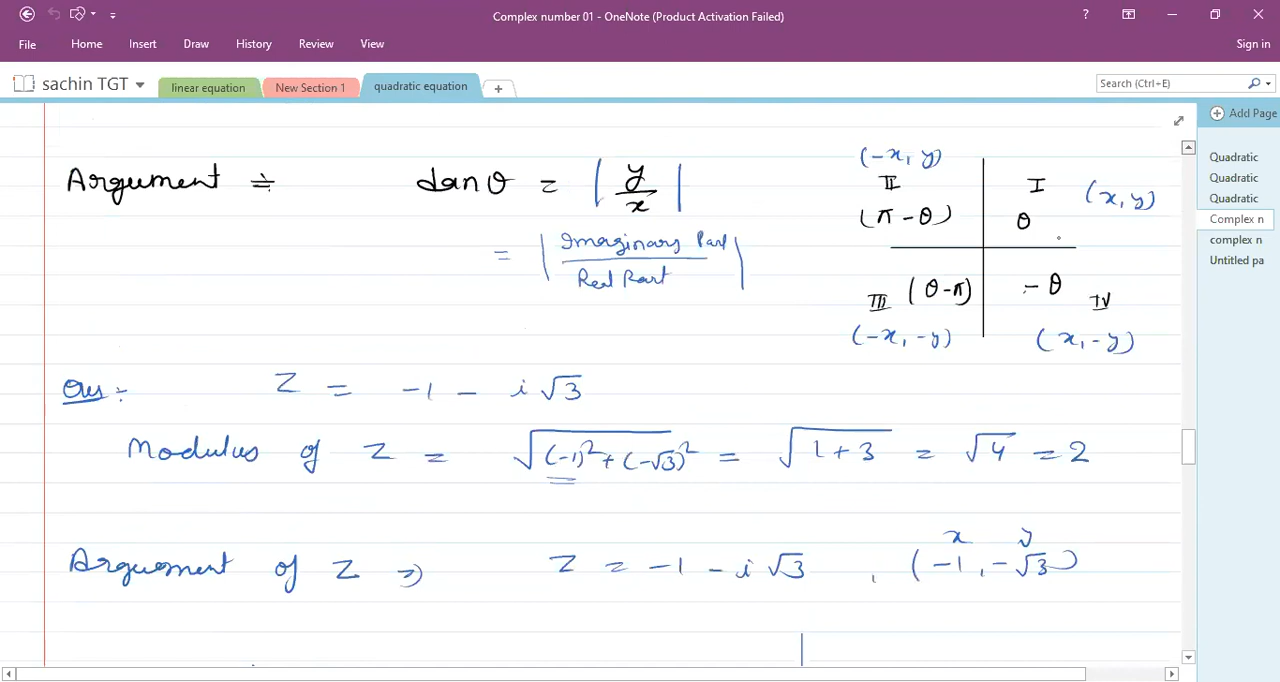 Complex number 01 - OneNote (Product Activation Failed)
File Home Insert Draw History Review View Sign in
sachin TGT linear equation New Section 1 quadratic equation + Search (Ctrl+E)
Add Page
Quadratic
Quadratic
Quadratic
Complex n
complex n
Untitled pa
Argument ÷ tan θ = | y/x |
= | Imaginary Part / Real Part |
(-x, y)
II I (x, y)
(π - θ) θ
III (θ-π) -θ IV
(-x, -y) (x, -y)
Z = -1 - i √3
Modulus of Z = √(-1)² + (-√3)² = √1+3 = √4 = 2
x y
Arguement of Z ⇒ Z = -1 - i √3 , (-1, -√3)